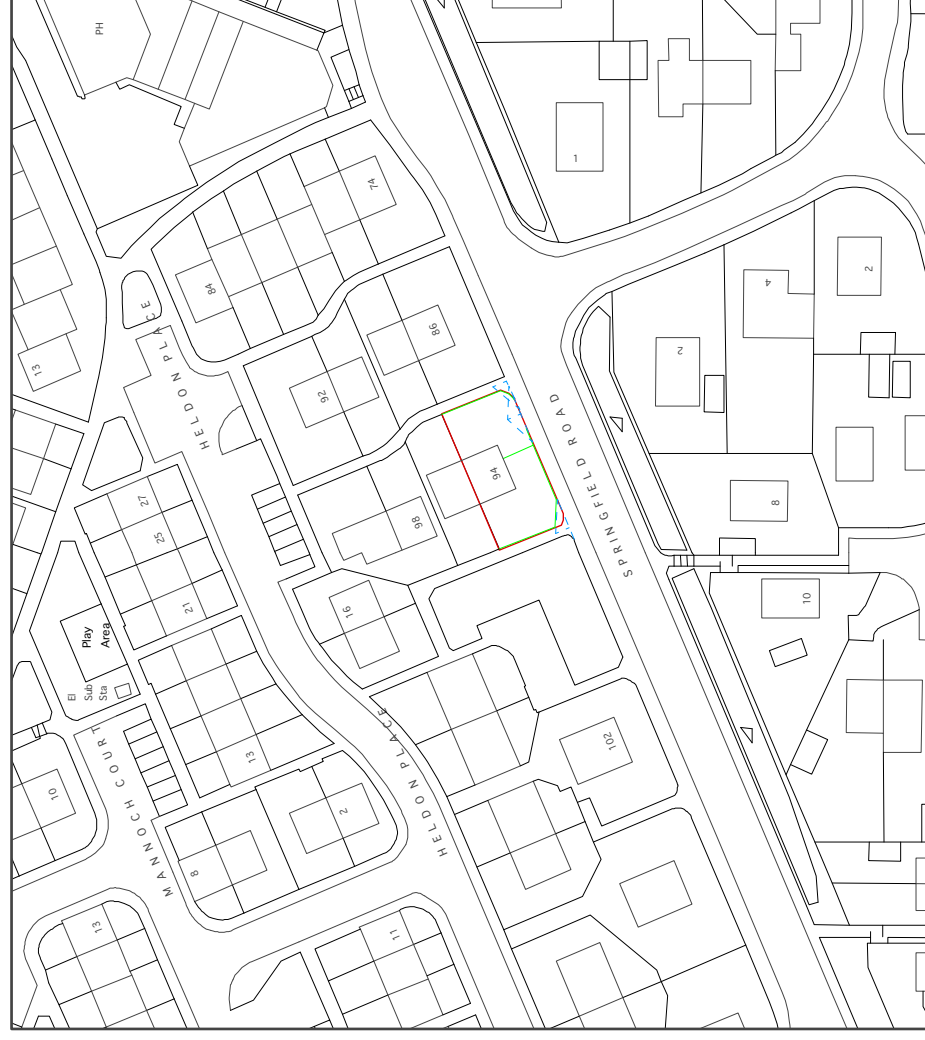 PH
1
74
84
2
4
86
13
HELDON PLACE
2
92
94
SPRINGFIELD ROAD
27
98
8
25
10
21
16
Play
Area
El
Sub
Sta
102
13
MANNOCH COURT
HELDON PLACE
10
2
8
13
11